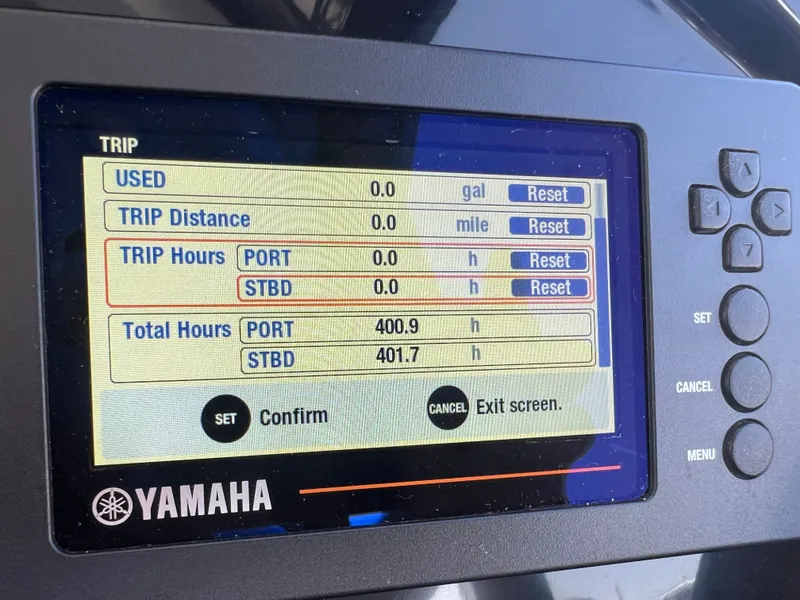 TRIP
USED 0.0 gal Reset
TRIP Distance 0.0 mile Reset
TRIP Hours PORT 0.0 h Reset
STBD 0.0 h Reset
Total Hours PORT 400.9 h
STBD 401.7 h
SET Confirm CANCEL Exit screen.
YAMAHA
SET
CANCEL
MENU